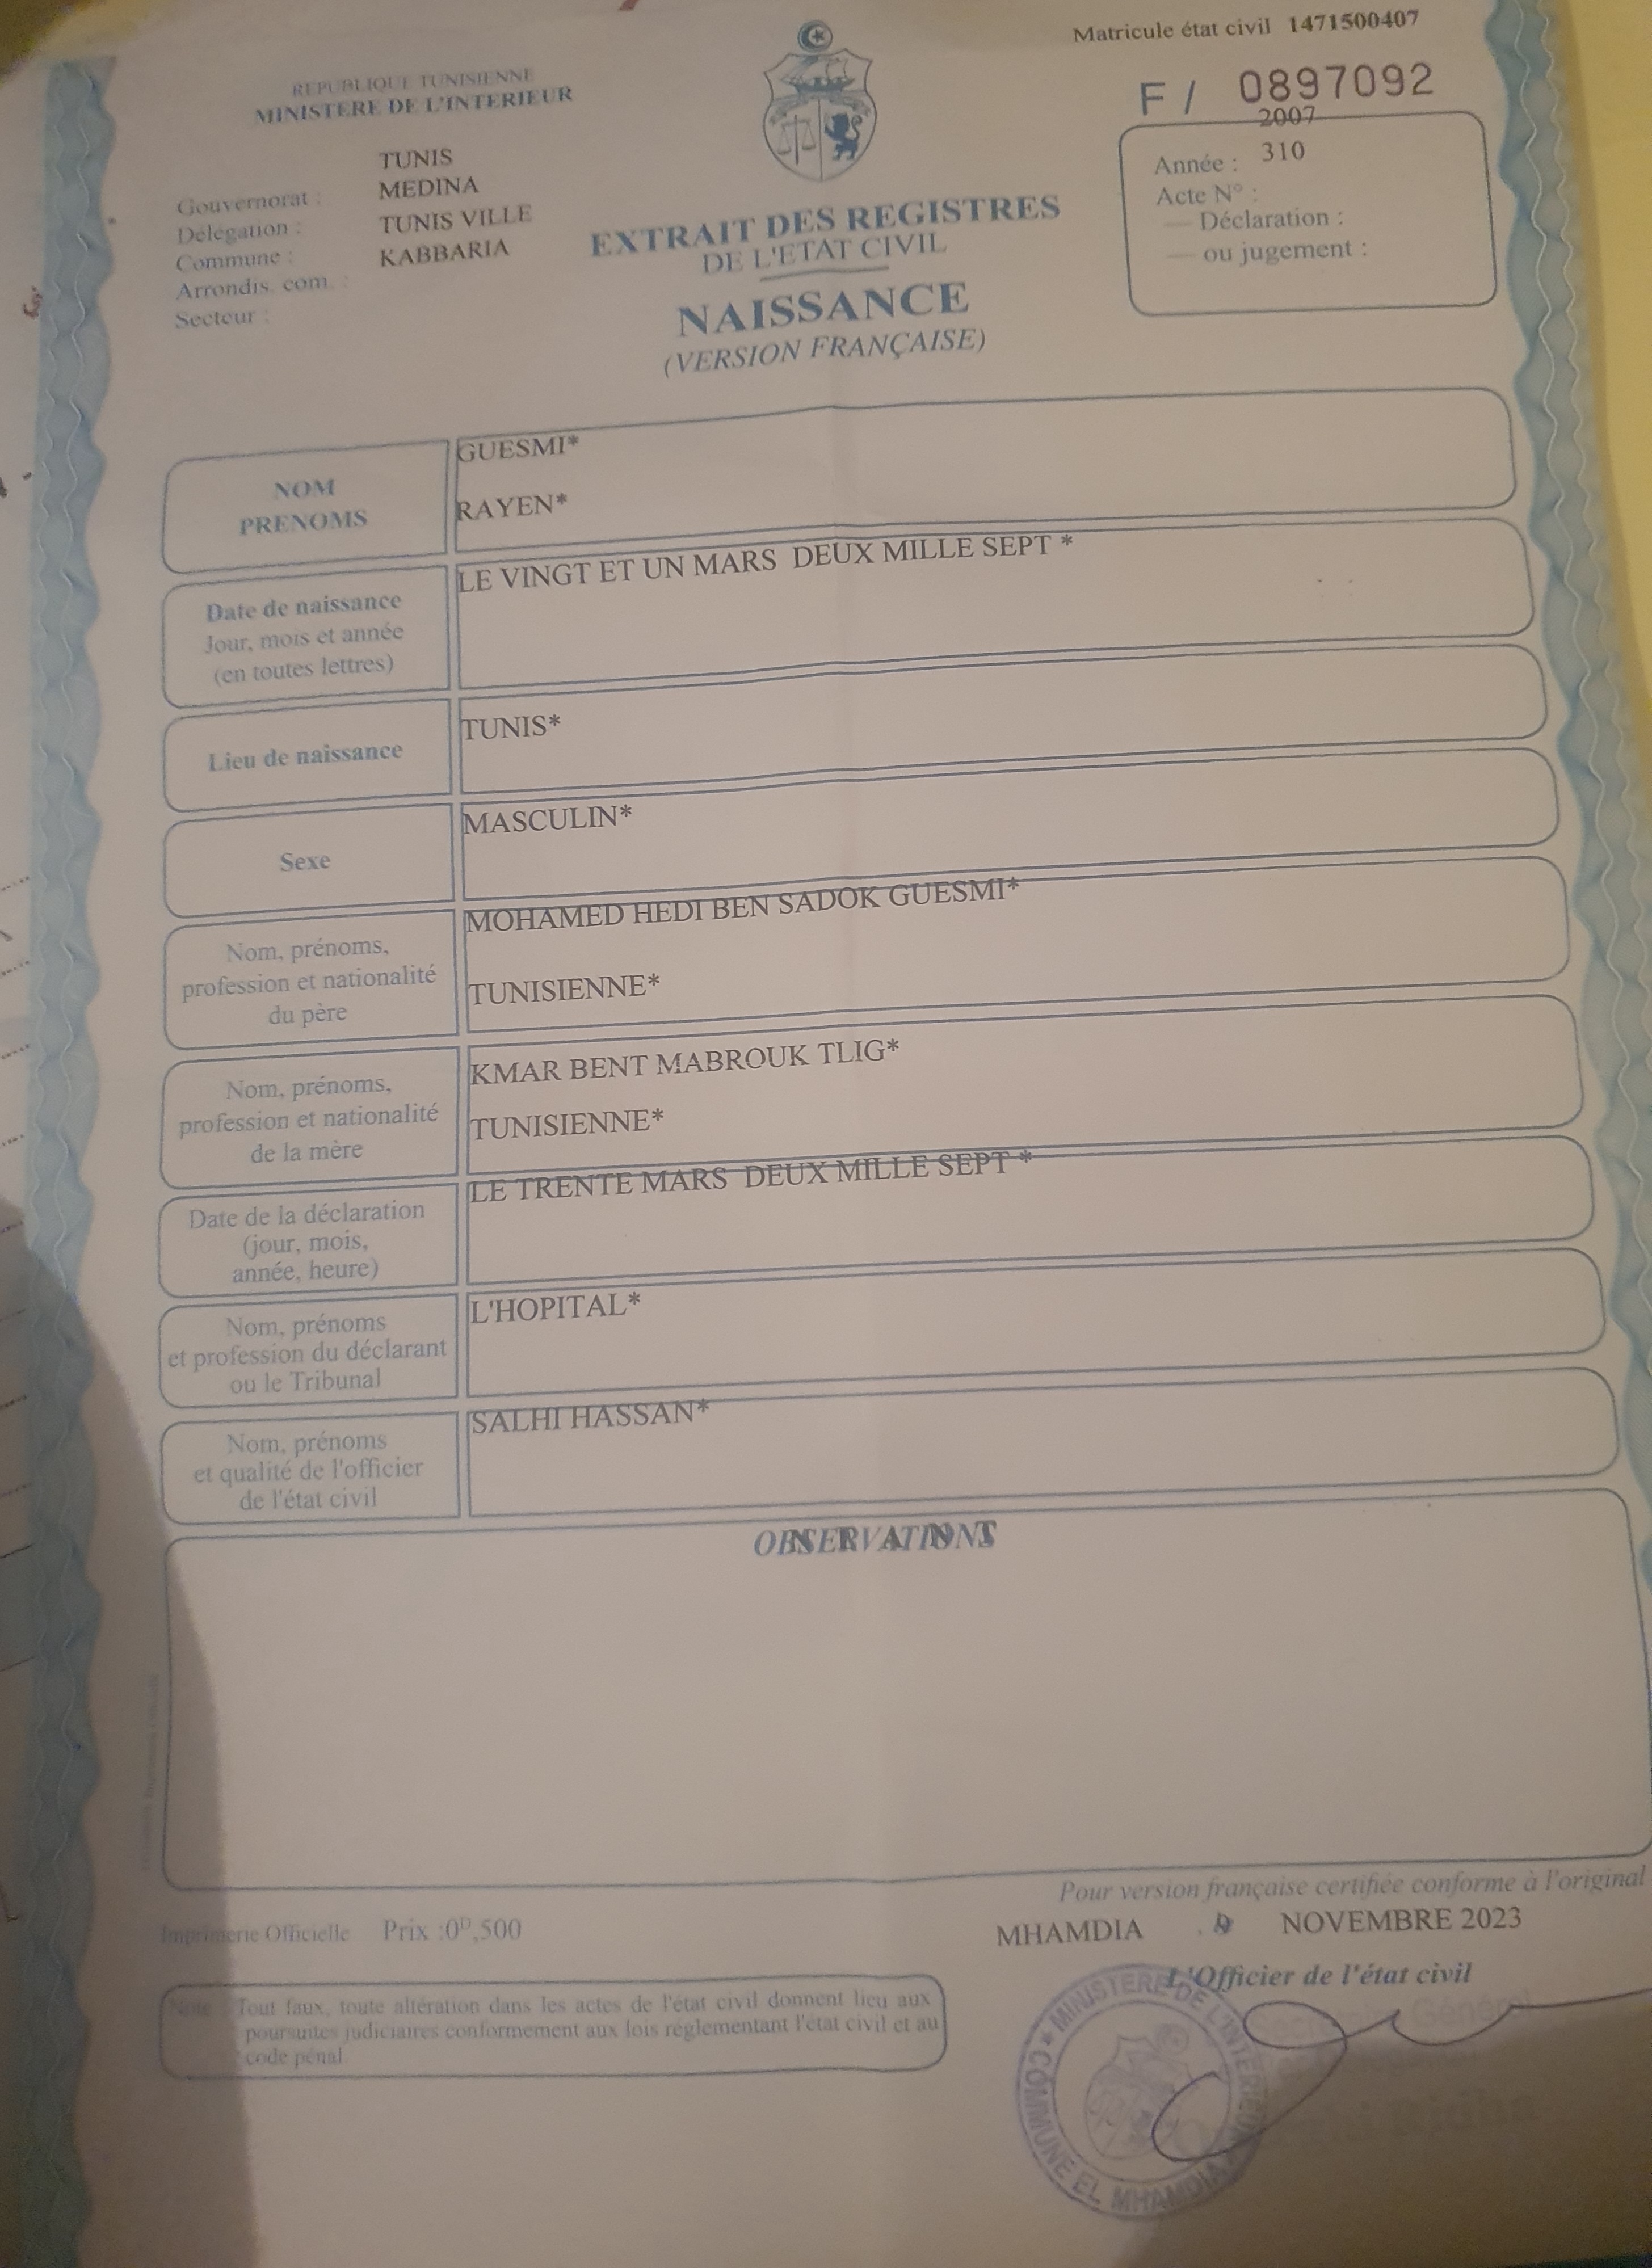 Matricule état civil 1471500407
REPUBLIQUE TUNISIENNE
MINISTERE DE L'INTERIEUR
F / 0897092
2007
Année : 310
Acte N° :
— Déclaration :
— ou jugement :
TUNIS
Gouvernorat : MEDINA
Délégation : TUNIS VILLE
Commune : KABBARIA
Arrondis. com. :
Secteur :
EXTRAIT DES REGISTRES
DE L'ETAT CIVIL
NAISSANCE
(VERSION FRANÇAISE)
NOM
PRENOMS
GUESMI*
RAYEN*
Date de naissance
Jour, mois et année
(en toutes lettres)
LE VINGT ET UN MARS DEUX MILLE SEPT *
Lieu de naissance
TUNIS*
Sexe
MASCULIN*
Nom, prénoms,
profession et nationalité
du père
MOHAMED HEDI BEN SADOK GUESMI*
TUNISIENNE*
Nom, prénoms,
profession et nationalité
de la mère
KMAR BENT MABROUK TLIG*
TUNISIENNE*
Date de la déclaration
(jour, mois,
année, heure)
LE TRENTE MARS DEUX MILLE SEPT *
Nom, prénoms
et profession du déclarant
ou le Tribunal
L'HOPITAL*
Nom, prénoms
et qualité de l'officier
de l'état civil
SALHI HASSAN*
OBSERVATIONS
Pour version française certifiée conforme à l'original
MHAMDIA NOVEMBRE 2023
L'Officier de l'état civil
Imprimerie Officielle Prix :0ᴰ,500
Note : Tout faux, toute altération dans les actes de l'état civil donnent lieu aux
poursuites judiciaires conformement aux lois réglementant l'état civil et au
code pénal.
MINISTERE DE L'INTERIEUR
COMMUNE EL MHAMDIA
Général